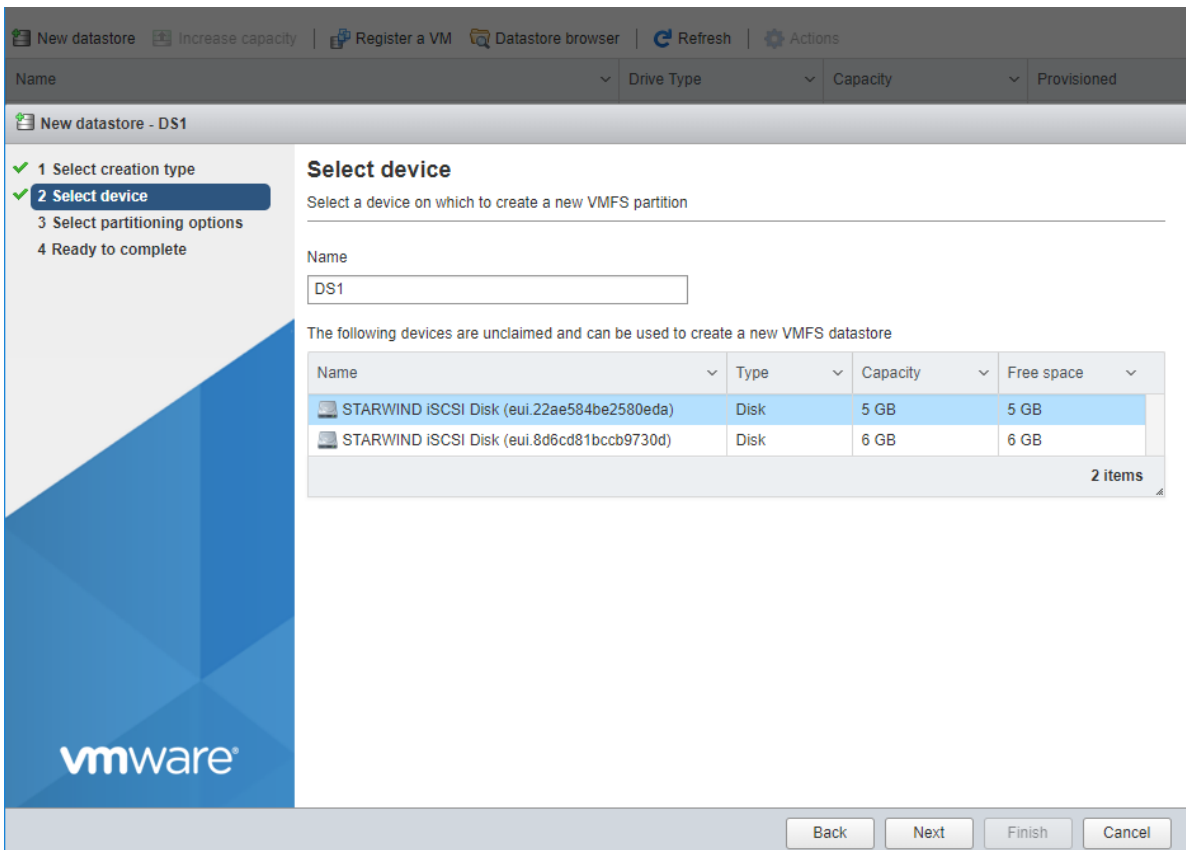 New datastore Increase capacity Register a VM Datastore browser Refresh Actions
Name Drive Type Capacity Provisioned
New datastore - DS1
1 Select creation type
2 Select device
3 Select partitioning options
4 Ready to complete
Select device
Select a device on which to create a new VMFS partition
Name
DS1
The following devices are unclaimed and can be used to create a new VMFS datastore
Name Type Capacity Free space
STARWIND iSCSI Disk (eui.22ae584be2580eda) Disk 5 GB 5 GB
STARWIND iSCSI Disk (eui.8d6cd81bccb9730d) Disk 6 GB 6 GB
2 items
vmware®
Back Next Finish Cancel